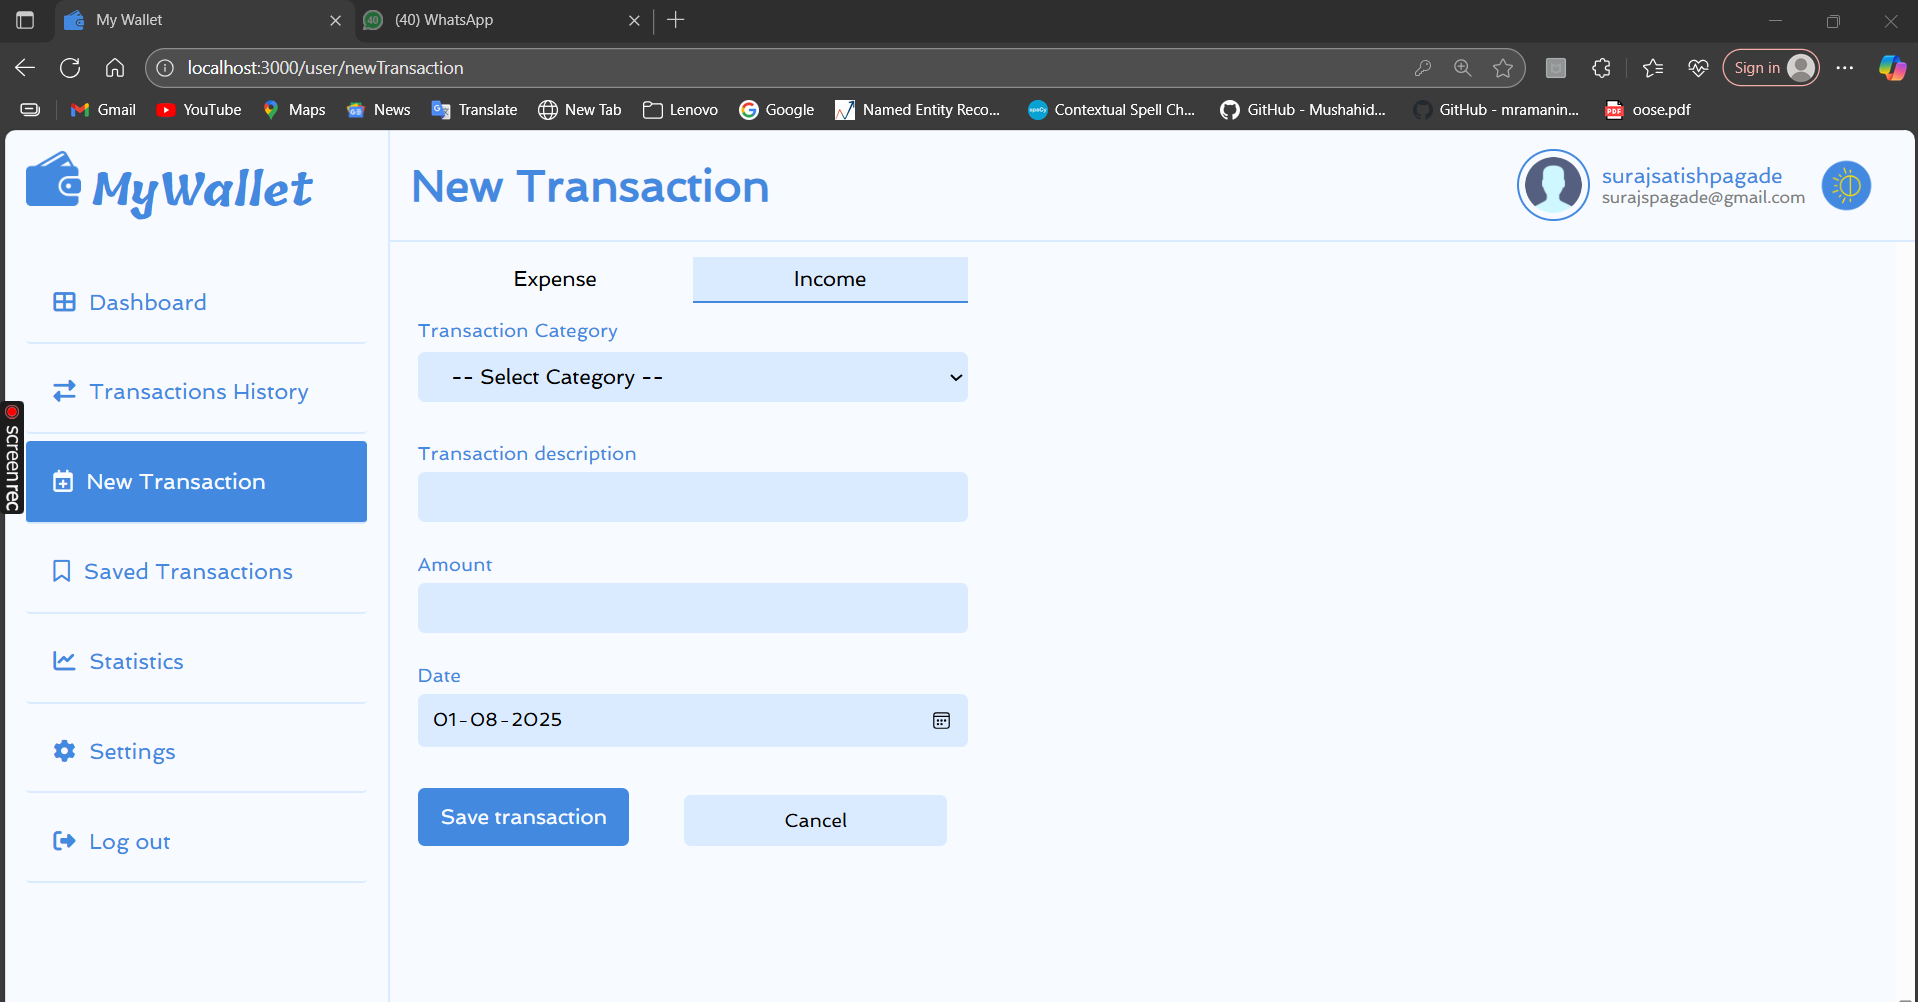 My Wallet
(40) WhatsApp
localhost:3000/user/newTransaction
Sign in
Gmail
YouTube
Maps
News
Translate
New Tab
Lenovo
Google
Named Entity Reco...
Contextual Spell Ch...
GitHub - Mushahid...
GitHub - mramanin...
oose.pdf
MyWallet
New Transaction
surajsatishpagade
surajspagade@gmail.com
Dashboard
Transactions History
New Transaction
Saved Transactions
Statistics
Settings
Log out
screenrec
Expense
Income
Transaction Category
-- Select Category --
Transaction description
Amount
Date
01-08-2025
Save transaction
Cancel